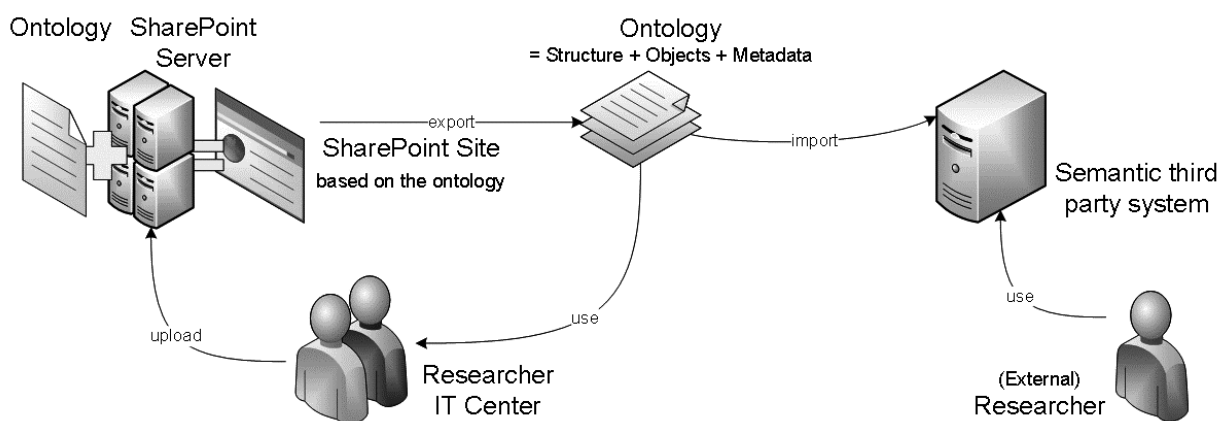 Ontology
SharePoint
Server
export
SharePoint Site
based on the ontology
Ontology
= Structure + Objects + Metadata
import
Semantic third
party system
upload
Researcher
IT Center
use
use
(External)
Researcher